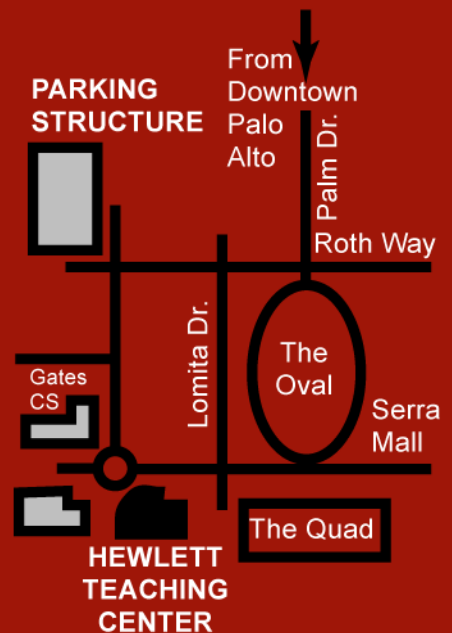 From
Downtown
Palo
Alto
PARKING
STRUCTURE
Palm Dr.
Roth Way
Lomita Dr.
The
Oval
Gates
CS
Serra
Mall
The Quad
HEWLETT
TEACHING
CENTER